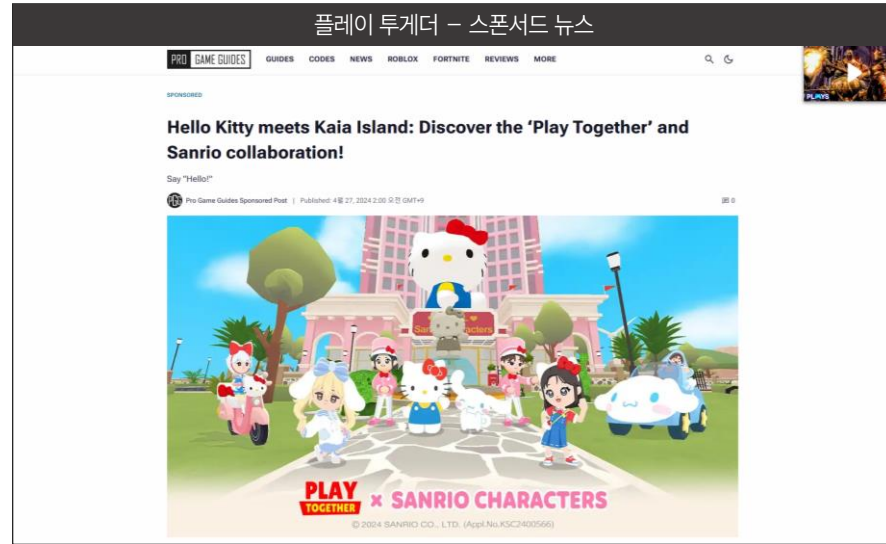 플레이 투게더 – 스폰서드 뉴스
PRO GAME GUIDES GUIDES CODES NEWS ROBLOX FORTNITE REVIEWS MORE
PLAYS
SPONSORED
Hello Kitty meets Kaia Island: Discover the ‘Play Together’ and
Sanrio collaboration!
Say "Hello!"
Pro Game Guides Sponsored Post | Published: 4월 27, 2024 2:00 오전 GMT+9
0
PLAY TOGETHER × SANRIO CHARACTERS
© 2024 SANRIO CO., LTD. (Appl.No.KSC2400566)